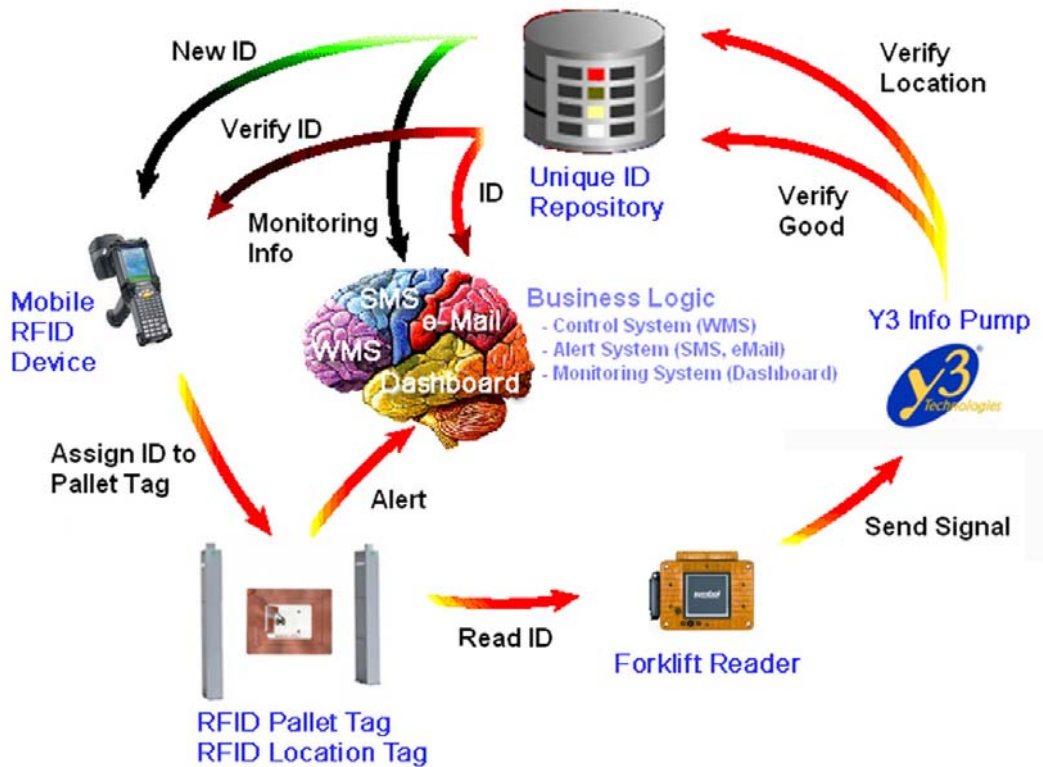 New ID
Verify
Location
Verify ID
Unique ID
Repository
ID
Verify
Good
Monitoring
Info
Mobile
RFID
Device
SMS
e-Mail
WMS
Dashboard
Business Logic
- Control System (WMS)
- Alert System (SMS, eMail)
- Monitoring System (Dashboard)
Y3 Info Pump
y3
Technologies
®
Assign ID to
Pallet Tag
Alert
Send Signal
symbol
Read ID
Forklift Reader
RFID Pallet Tag
RFID Location Tag